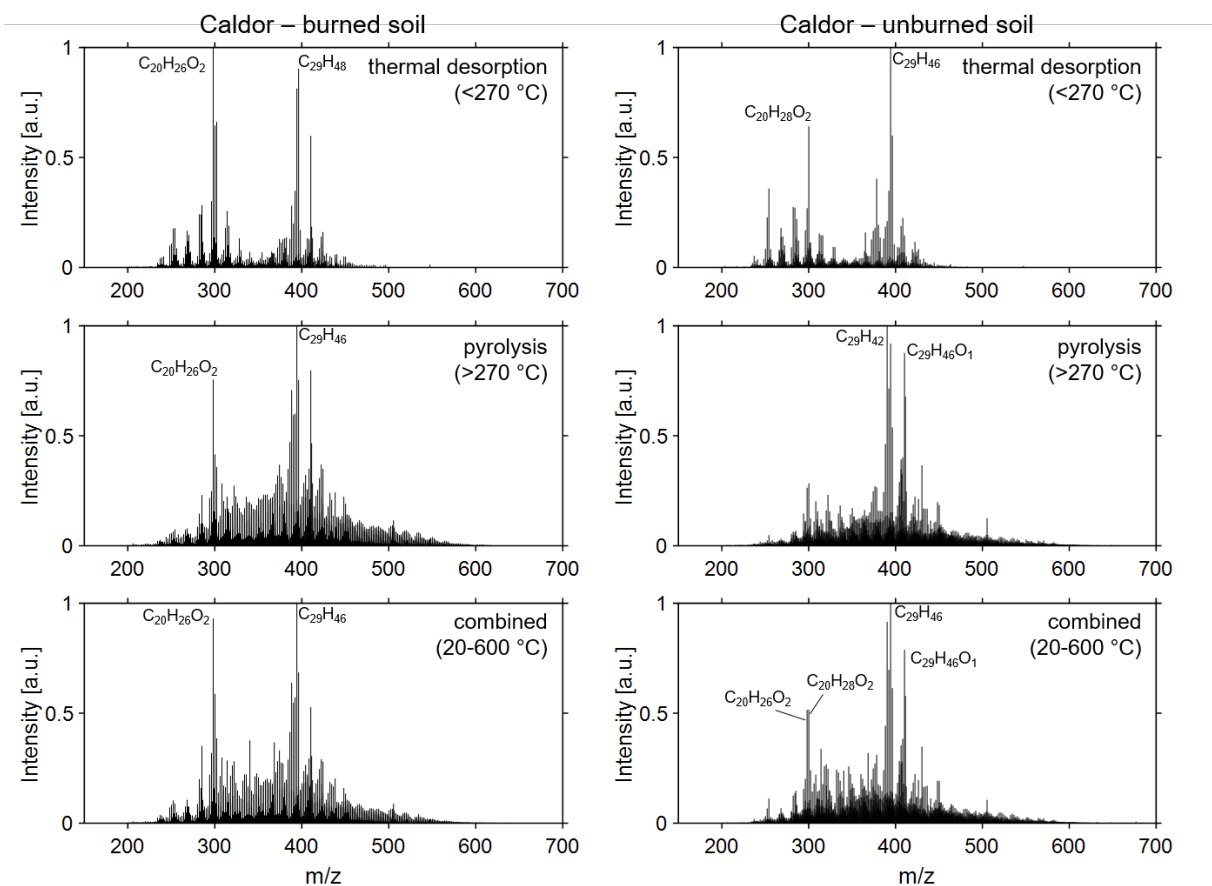 Caldor – burned soil
Caldor – unburned soil
1
0.5
0
Intensity [a.u.]
C₂₀H₂₆O₂
C₂₉H₄₈
thermal desorption
(<270 °C)
200 300 400 500 600 700
1
0.5
0
Intensity [a.u.]
C₂₀H₂₈O₂
C₂₉H₄₆
thermal desorption
(<270 °C)
200 300 400 500 600 700
1
0.5
0
Intensity [a.u.]
C₂₀H₂₆O₂
C₂₉H₄₆
pyrolysis
(>270 °C)
200 300 400 500 600 700
1
0.5
0
Intensity [a.u.]
C₂₉H₄₂
C₂₉H₄₆O₁
pyrolysis
(>270 °C)
200 300 400 500 600 700
1
0.5
0
Intensity [a.u.]
C₂₀H₂₆O₂
C₂₉H₄₆
combined
(20-600 °C)
200 300 400 500 600 700
m/z
1
0.5
0
Intensity [a.u.]
C₂₀H₂₆O₂
C₂₀H₂₈O₂
C₂₉H₄₆
C₂₉H₄₆O₁
combined
(20-600 °C)
200 300 400 500 600 700
m/z